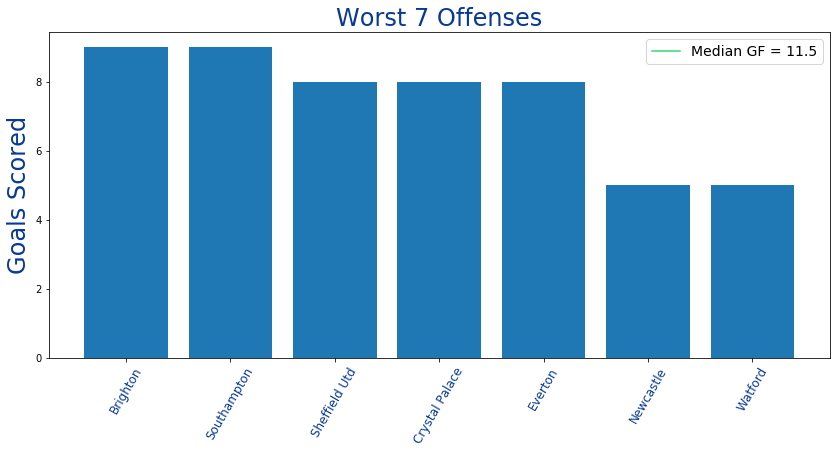 Worst 7 Offenses
Median GF = 11.5
Goals Scored
8
6
4
2
0
Brighton
Southampton
Sheffield Utd
Crystal Palace
Everton
Newcastle
Watford